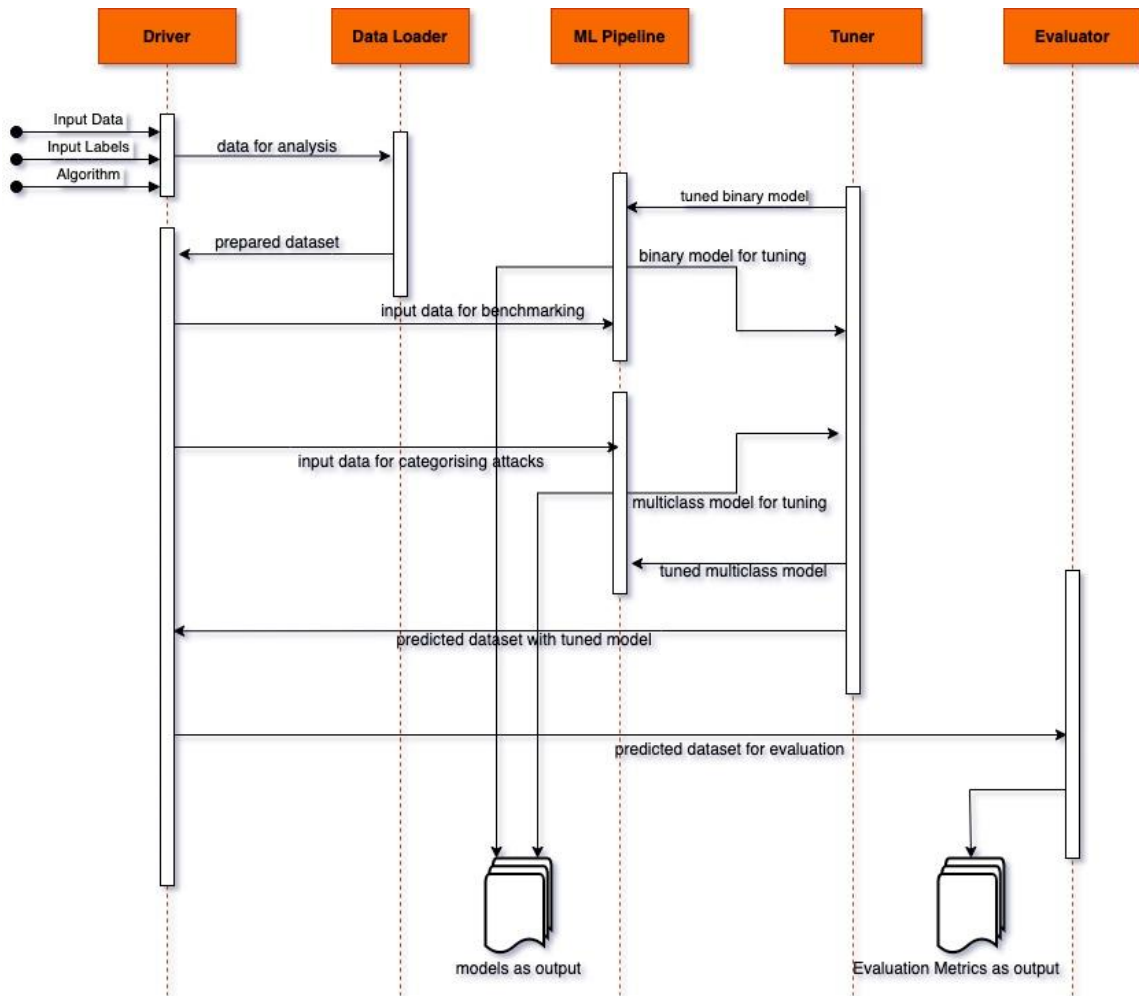 Driver
Data Loader
ML Pipeline
Tuner
Evaluator
Input Data
Input Labels
Algorithm
data for analysis
tuned binary model
prepared dataset
binary model for tuning
input data for benchmarking
input data for categorising attacks
multiclass model for tuning
tuned multiclass model
predicted dataset with tuned model
predicted dataset for evaluation
models as output
Evaluation Metrics as output